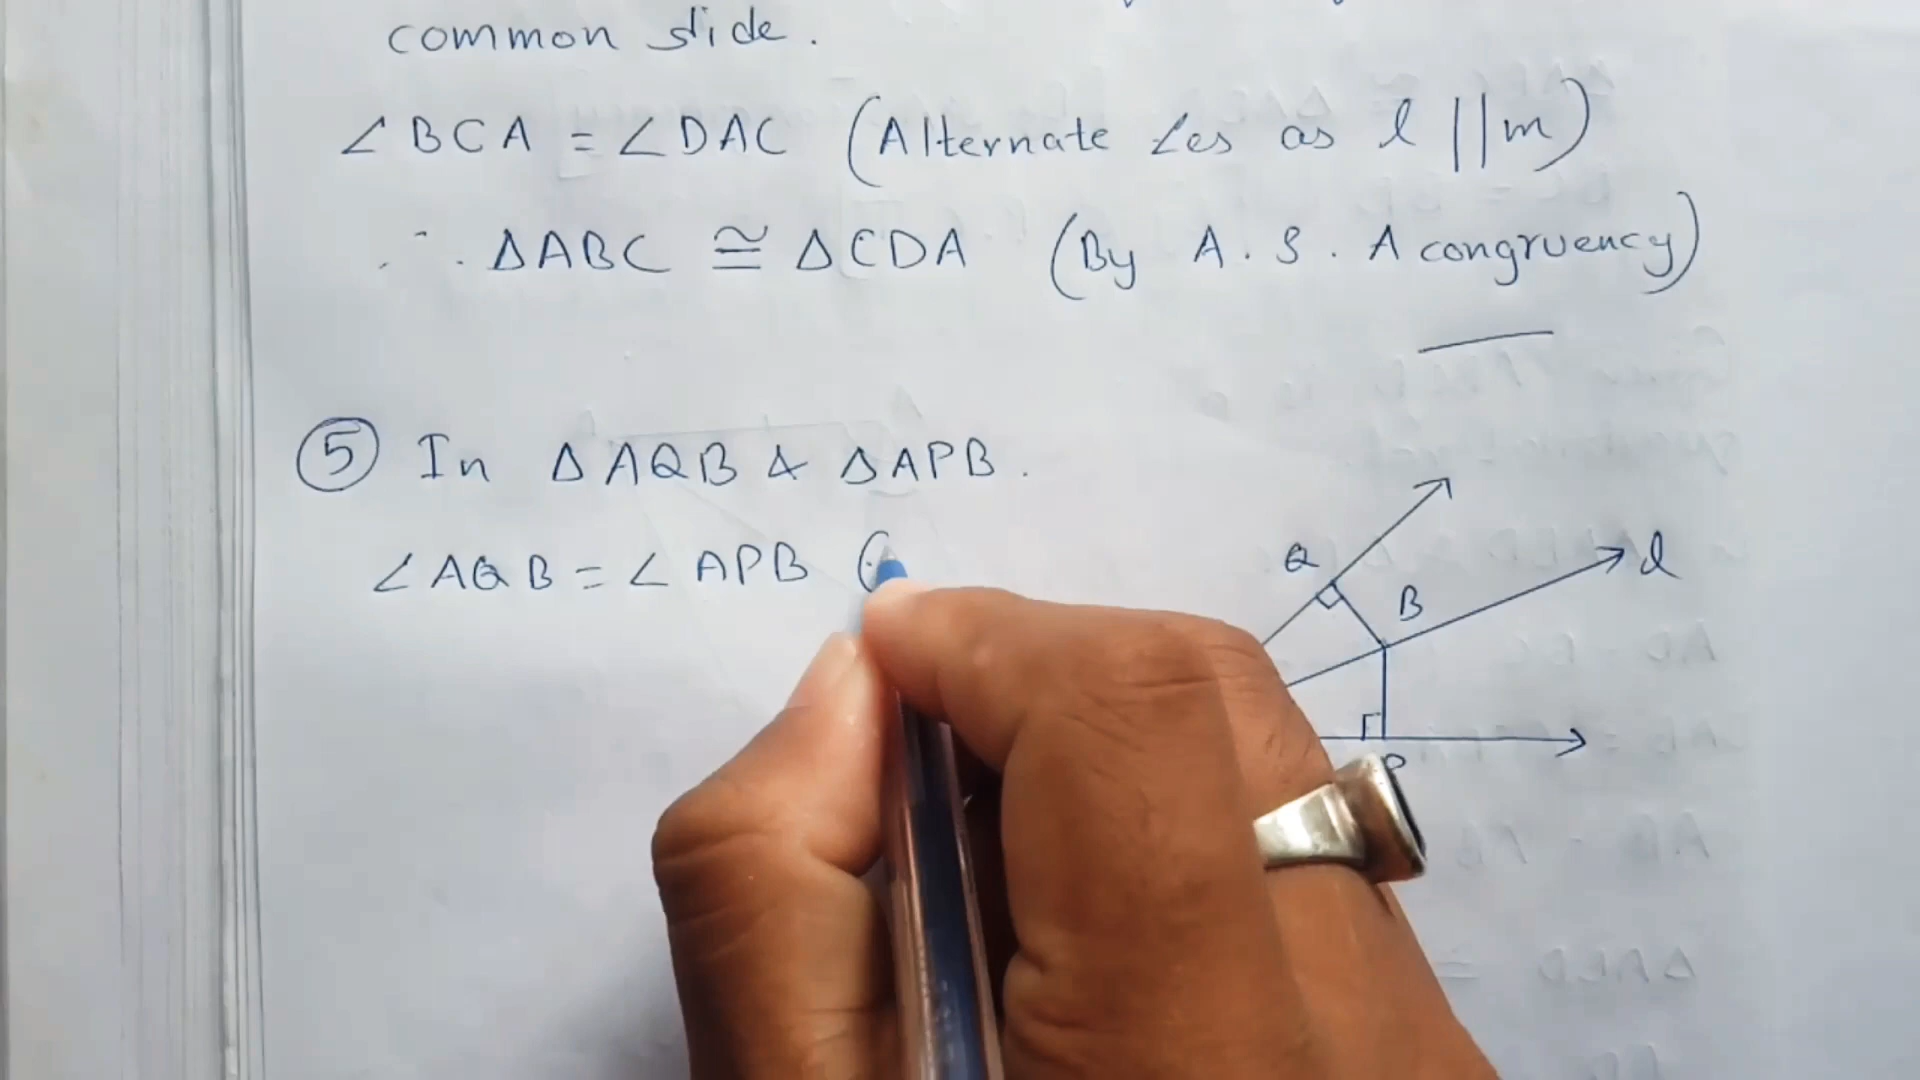 common side.
∠BCA = ∠DAC (Alternate ∠es as l || m)
∴ ΔABC ≅ ΔCDA (By A.S.A congruency)
⑤ In ΔAQB & ΔAPB.
∠AQB = ∠APB (
Q
l
B
P